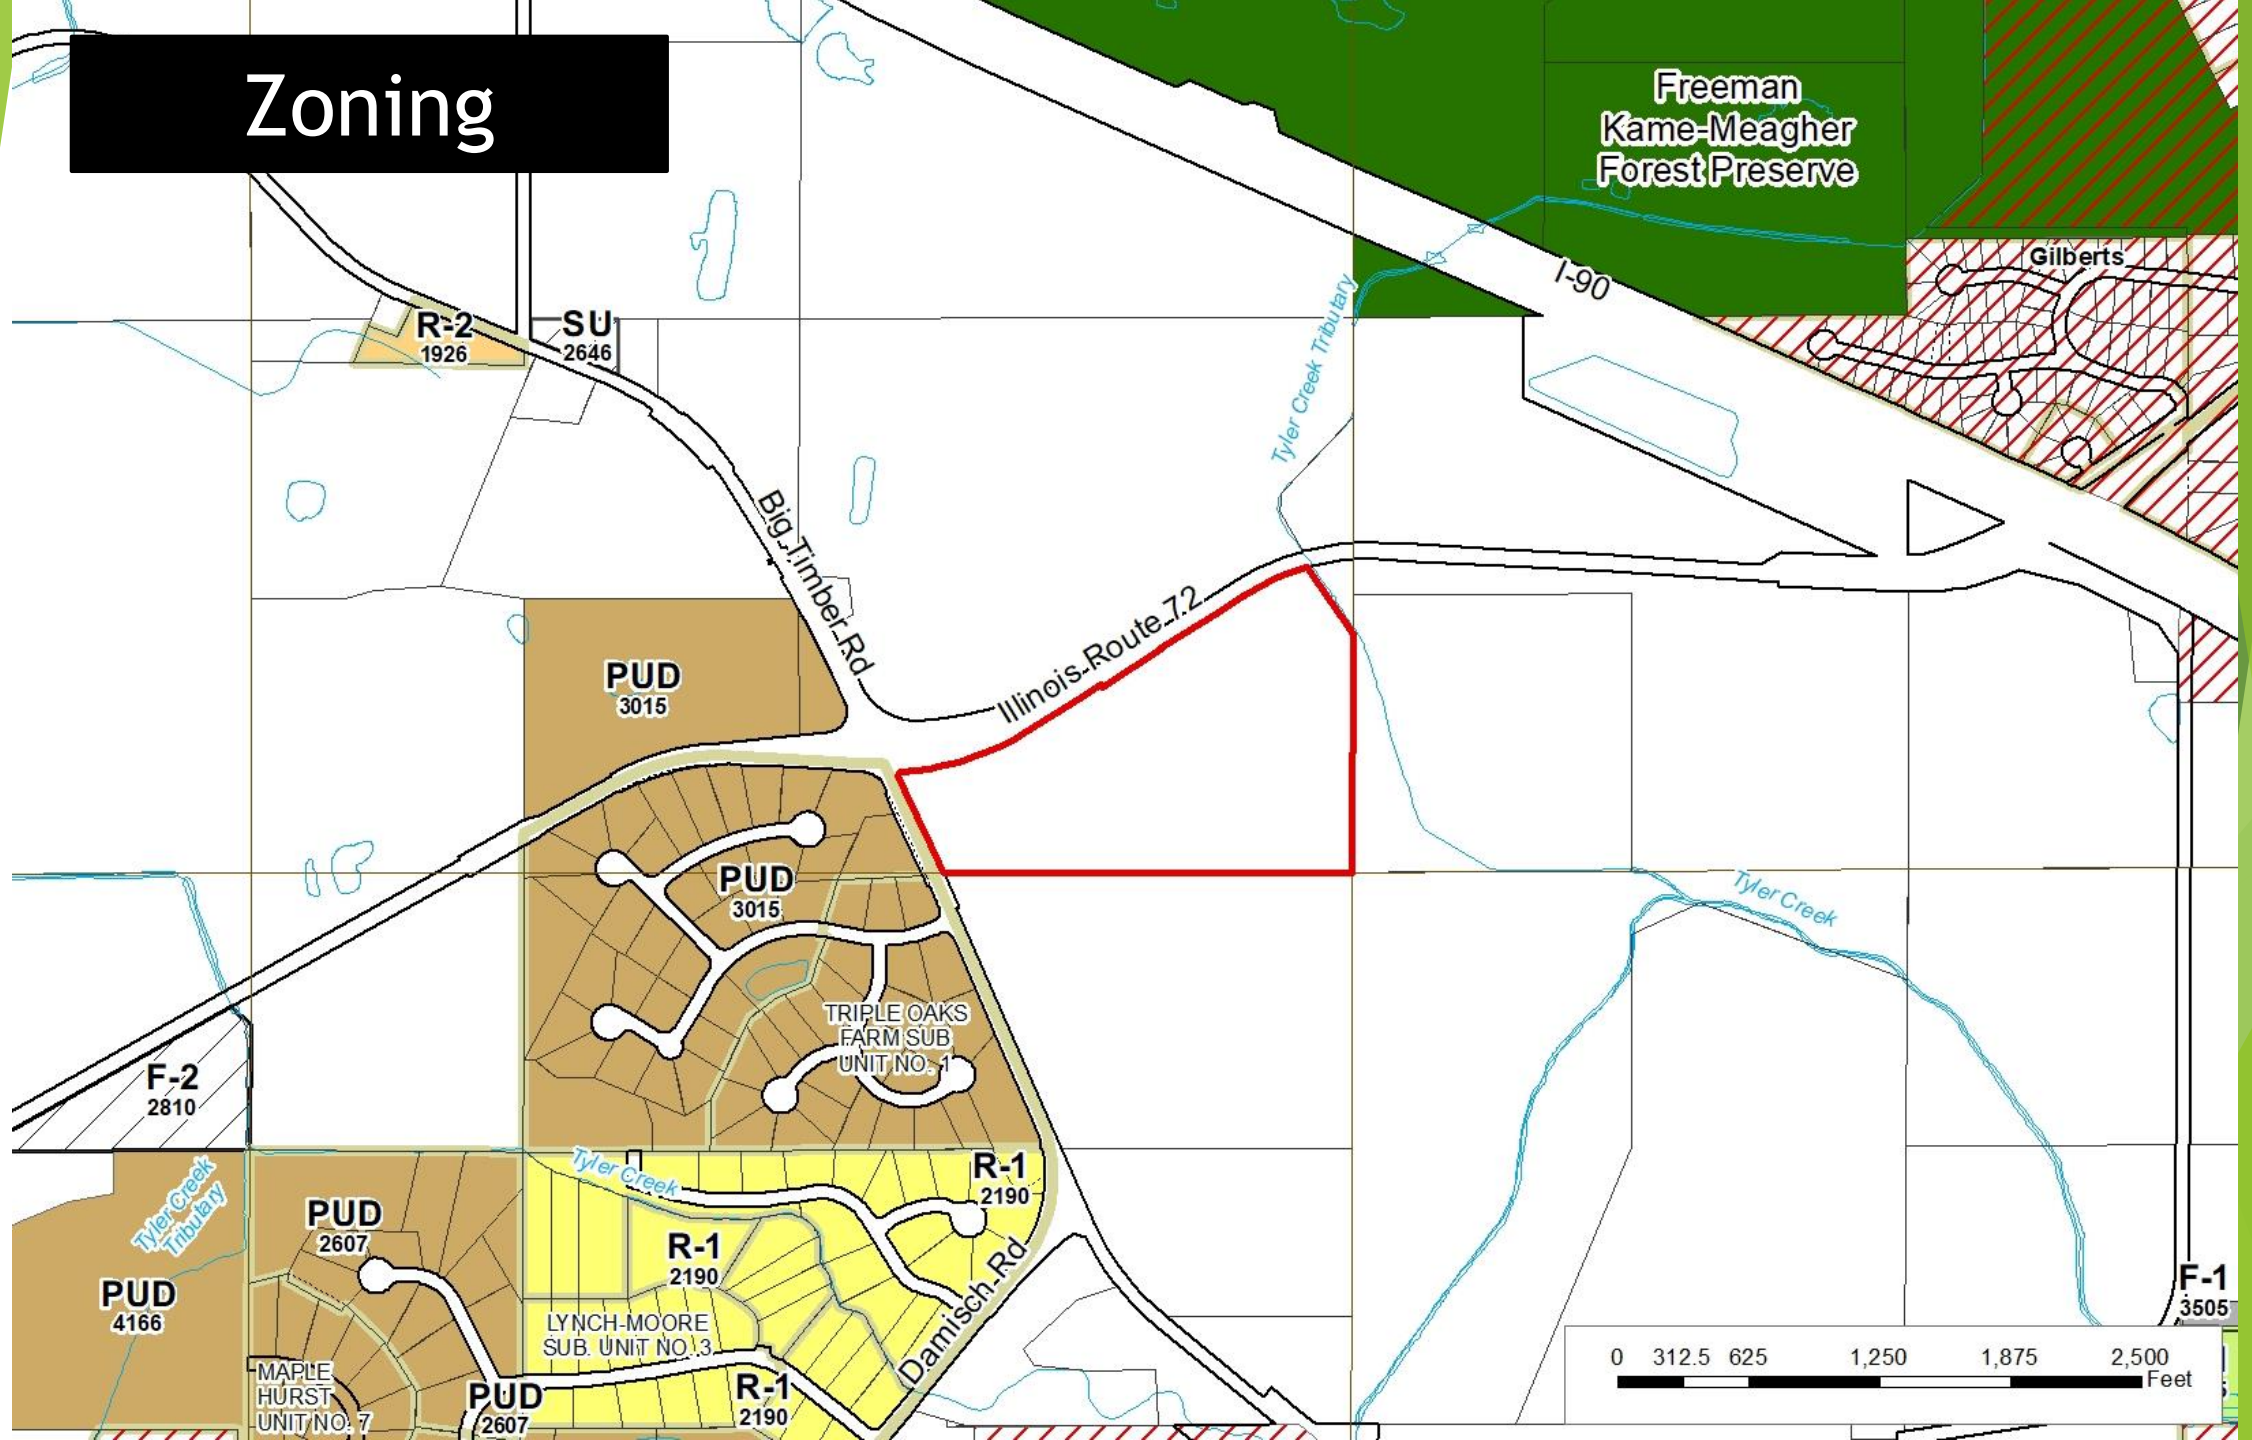 Zoning
Freeman
Kame-Meagher
Forest Preserve
Gilberts
I-90
Tyler Creek Tributary
R-2
1926
SU
2646
Big Timber Rd
Illinois Route 72
PUD
3015
PUD
3015
TRIPLE OAKS
FARM SUB
UNIT NO. 1
Tyler Creek
F-2
2810
Tyler Creek
Tributary
Tyler Creek
R-1
2190
PUD
2607
R-1
2190
PUD
4166
LYNCH-MOORE
SUB. UNIT NO. 3
Damisch Rd
MAPLE
HURST
UNIT NO. 7
PUD
2607
R-1
2190
F-1
3505
0 312.5 625 1,250 1,875 2,500
Feet